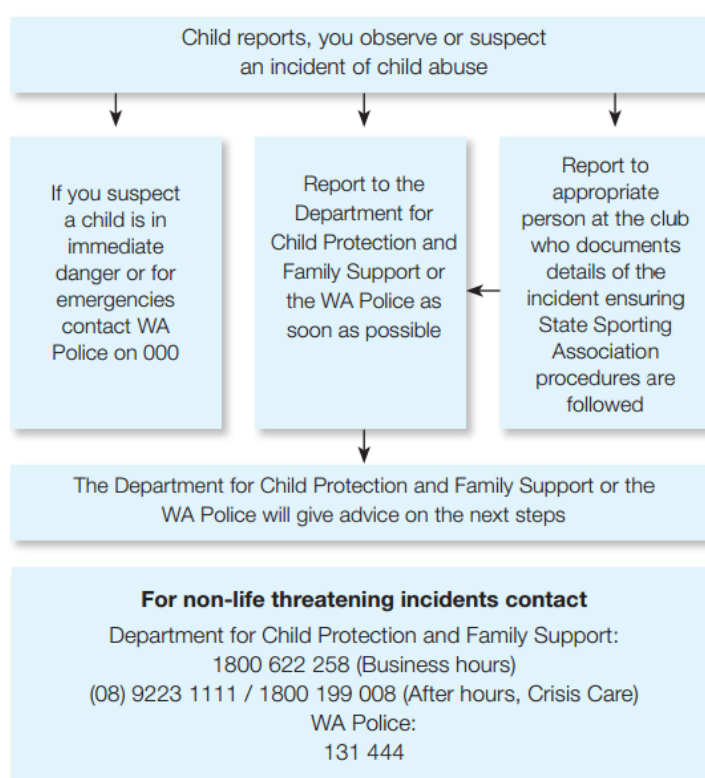 Child reports, you observe or suspect
an incident of child abuse
If you suspect
a child is in
immediate
danger or for
emergencies
contact WA
Police on 000
Report to the
Department for
Child Protection and
Family Support or
the WA Police as
soon as possible
Report to
appropriate
person at the club
who documents
details of the
incident ensuring
State Sporting
Association
procedures are
followed
The Department for Child Protection and Family Support or the
WA Police will give advice on the next steps
For non-life threatening incidents contact
Department for Child Protection and Family Support:
1800 622 258 (Business hours)
(08) 9223 1111 / 1800 199 008 (After hours, Crisis Care)
WA Police:
131 444